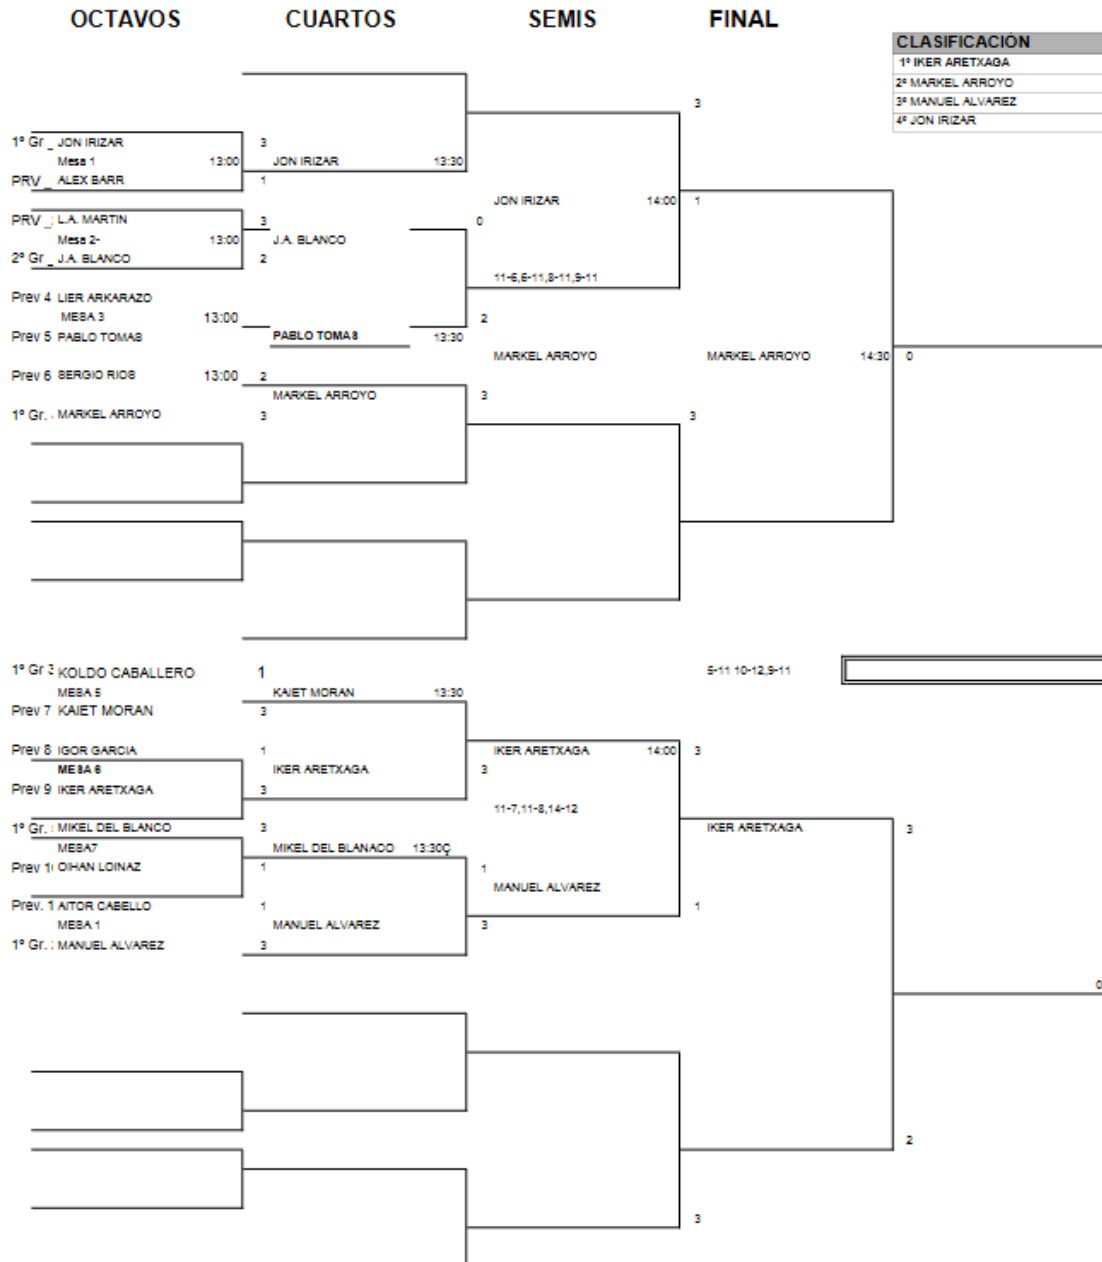 OCTAVOS CUARTOS SEMIS FINAL
CLASIFICACIÓN
1º IKER ARETXAGA
2º MARKEL ARROYO
3º MANUEL ALVAREZ
4º JON IRIZAR
3
1º Gr _ JON IRIZAR 3
Mesa 1 13:00 JON IRIZAR 13:30
PRV _ ALEX BARR 1
JON IRIZAR 14:00 1
PRV _ L.A. MARTIN 3 0
Mesa 2- 13:00 J.A. BLANCO
2º Gr _ J.A. BLANCO 2
11-6,6-11,8-11,9-11
Prev 4 LIER ARKARAZO
MESA 3 13:00 2
Prev 5 PABLO TOMAS PABLO TOMAS 13:30
MARKEL ARROYO MARKEL ARROYO 14:30 0
Prev 6 SERGIO RIOS 13:00 2
MARKEL ARROYO 3
1º Gr. MARKEL ARROYO 3 3
1º Gr 3 KOLDO CABALLERO 1 5-11 10-12,9-11
MESA 5 KAIET MORAN 13:30
Prev 7 KAIET MORAN 3
Prev 8 IGOR GARCIA 1 IKER ARETXAGA 14:00 3
MESA 6 IKER ARETXAGA 3
Prev 9 IKER ARETXAGA 3
11-7,11-8,14-12
1º Gr. MIKEL DEL BLANCO 3 IKER ARETXAGA 3
MESA7 MIKEL DEL BLANACO 13:30Ç
Prev 1 OIHAN LOINAZ 1 1
MANUEL ALVAREZ
Prev. 1 AITOR CABELLO 1 1
MESA 1 MANUEL ALVAREZ 3
1º Gr. MANUEL ALVAREZ 3
0
2
3